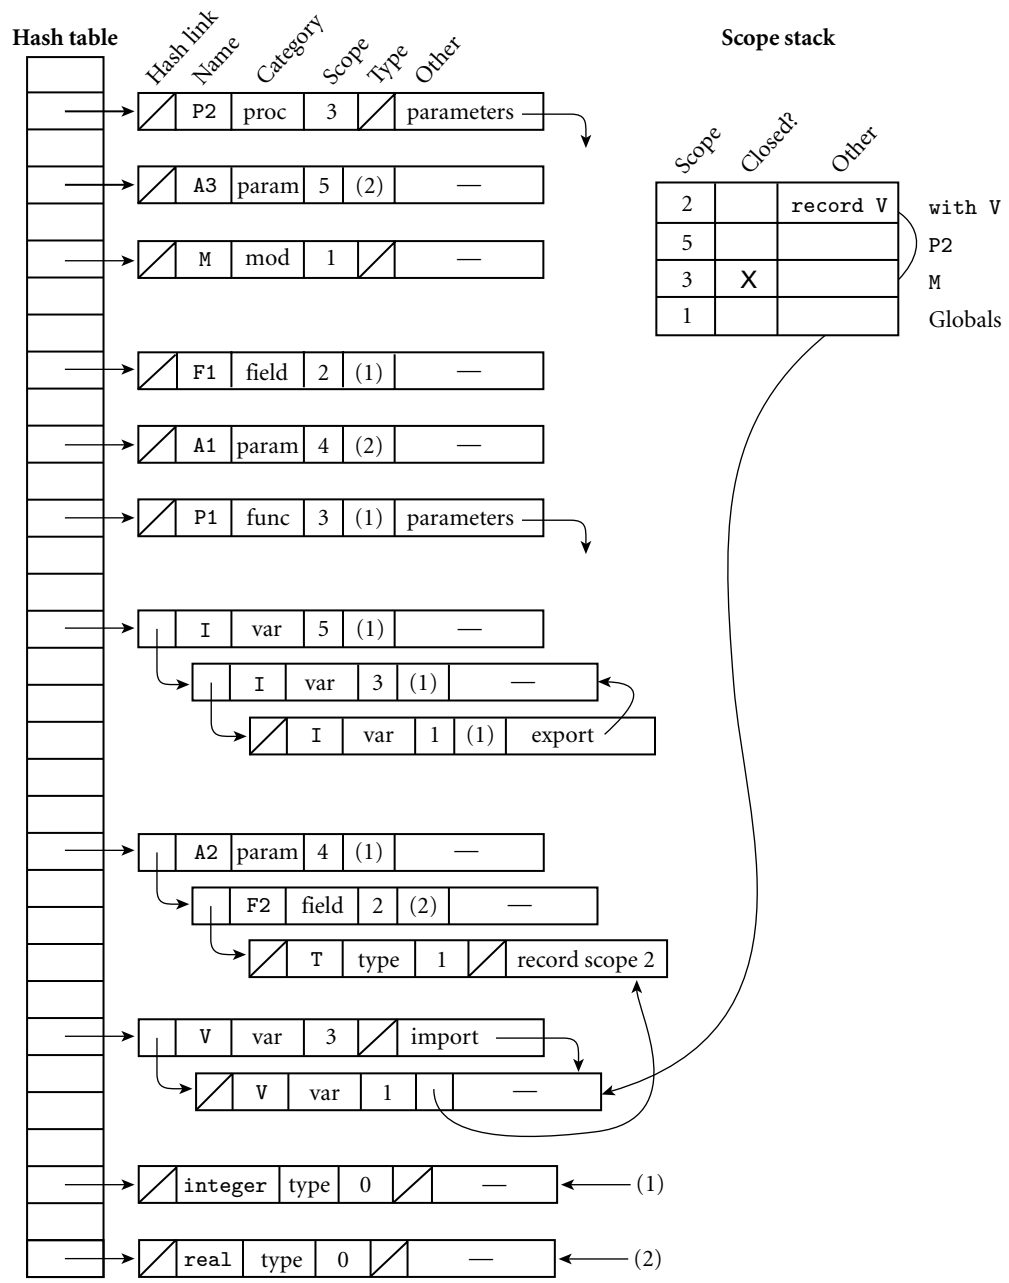 Hash table
Scope stack
Hash link Name Category Scope Type Other
P2 proc 3 parameters
A3 param 5 (2) —
M mod 1 —
F1 field 2 (1) —
A1 param 4 (2) —
P1 func 3 (1) parameters
I var 5 (1) —
I var 3 (1) —
I var 1 (1) export
A2 param 4 (1) —
F2 field 2 (2) —
T type 1 record scope 2
V var 3 import
V var 1 —
integer type 0 — (1)
real type 0 — (2)
Scope Closed? Other
2 record V with V
5 P2
3 X M
1 Globals